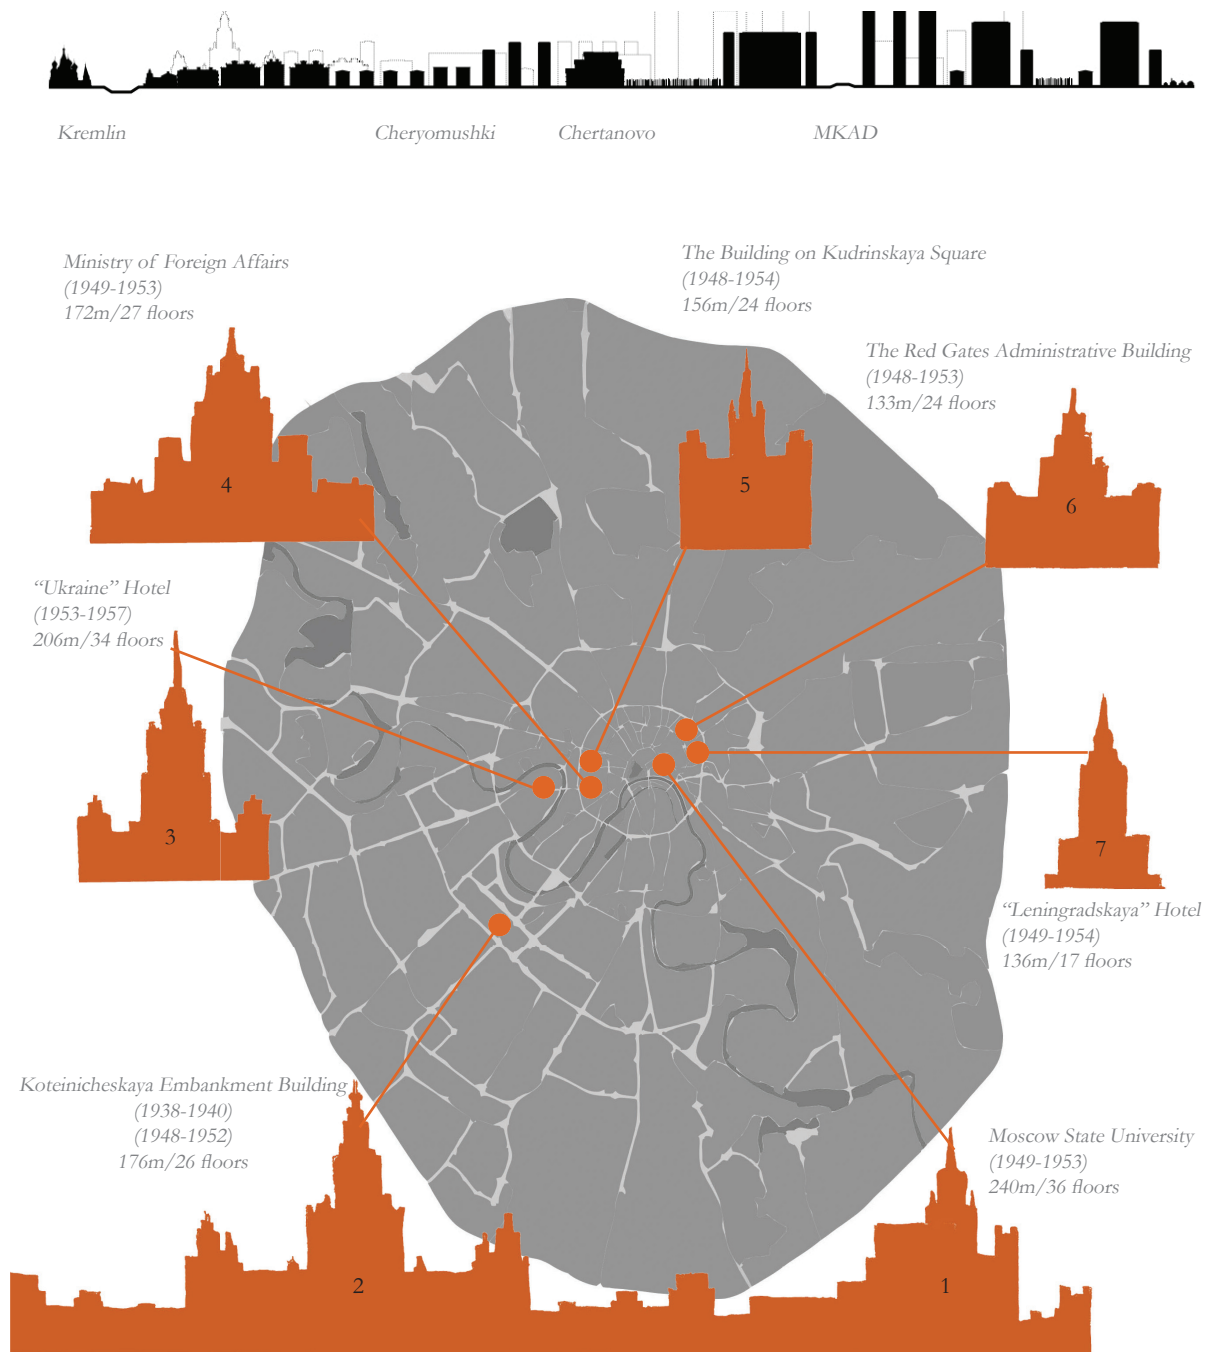 Kremlin
Cheryomushki
Chertanovo
MKAD
Ministry of Foreign Affairs
(1949-1953)
172m/27 floors
4
The Building on Kudrinskaya Square
(1948-1954)
156m/24 floors
5
The Red Gates Administrative Building
(1948-1953)
133m/24 floors
6
“Ukraine” Hotel
(1953-1957)
206m/34 floors
3
7
“Leningradskaya” Hotel
(1949-1954)
136m/17 floors
Koteinicheskaya Embankment Building
(1938-1940)
(1948-1952)
176m/26 floors
2
Moscow State University
(1949-1953)
240m/36 floors
1